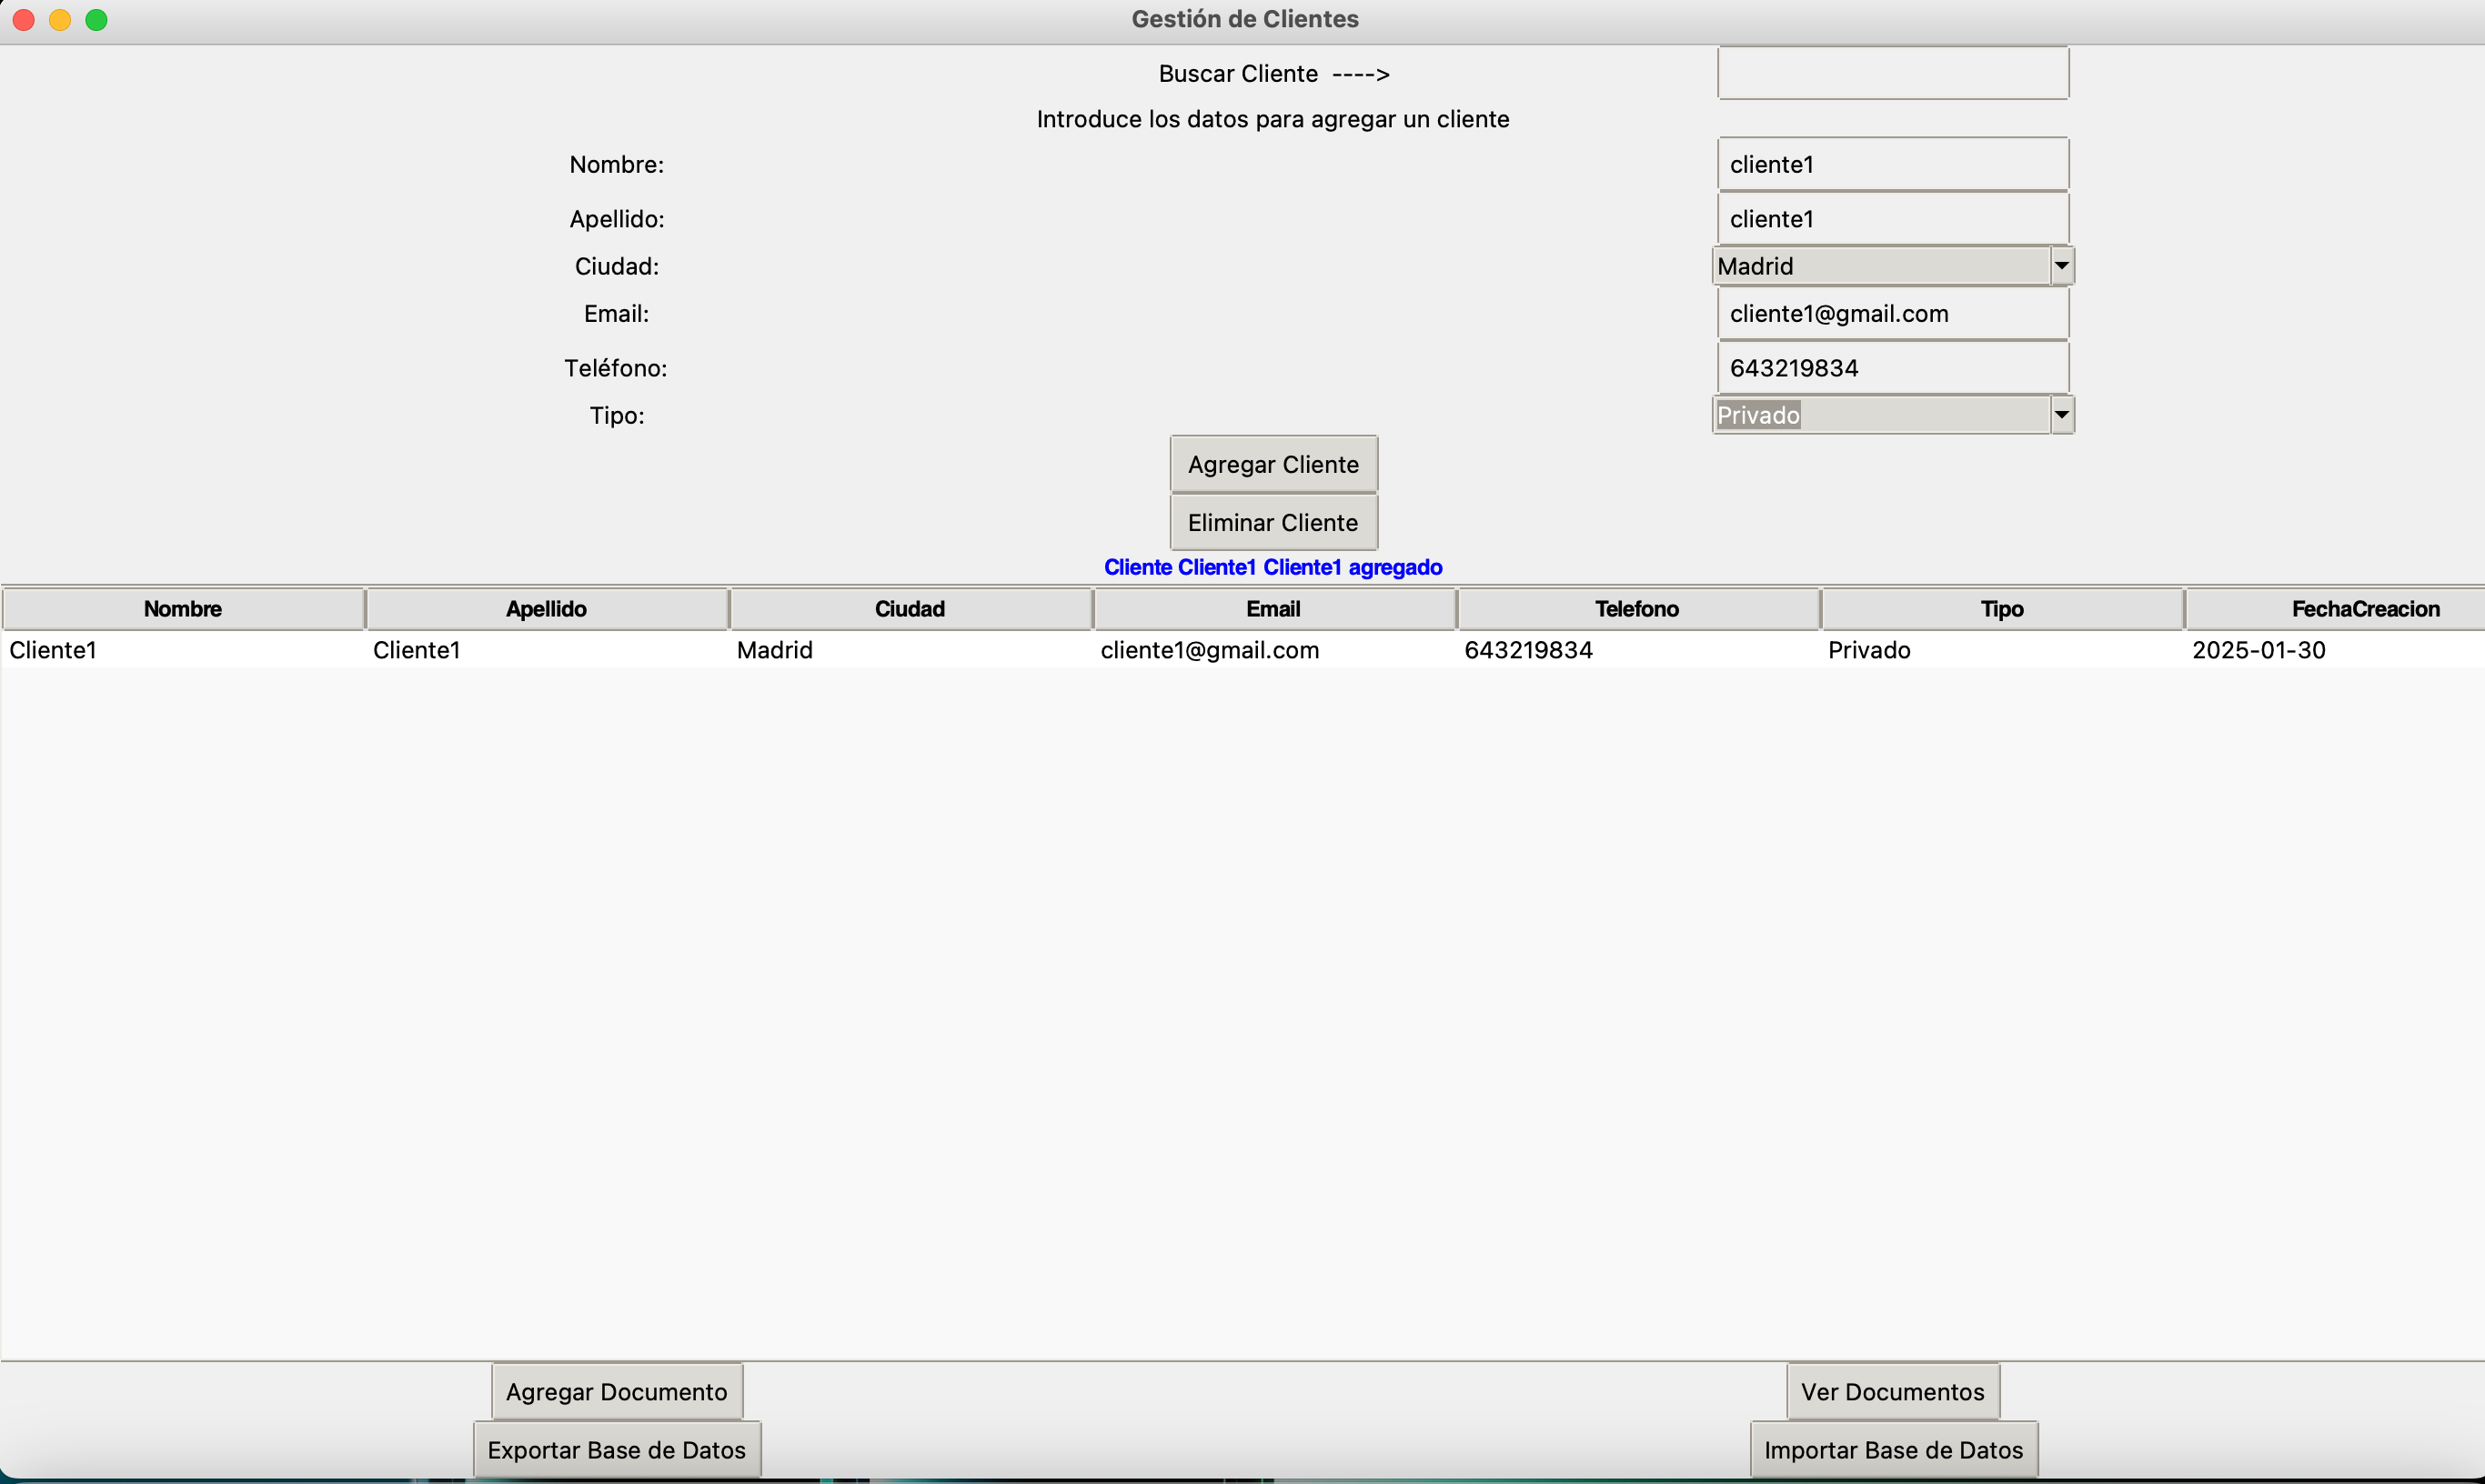 Gestión de Clientes
Buscar Cliente ---->
Introduce los datos para agregar un cliente
Nombre: cliente1
Apellido: cliente1
Ciudad: Madrid
Email: cliente1@gmail.com
Teléfono: 643219834
Tipo: Privado
Agregar Cliente
Eliminar Cliente
Cliente Cliente1 Cliente1 agregado
Nombre Apellido Ciudad Email Telefono Tipo FechaCreacion
Cliente1 Cliente1 Madrid cliente1@gmail.com 643219834 Privado 2025-01-30
Agregar Documento Ver Documentos
Exportar Base de Datos Importar Base de Datos